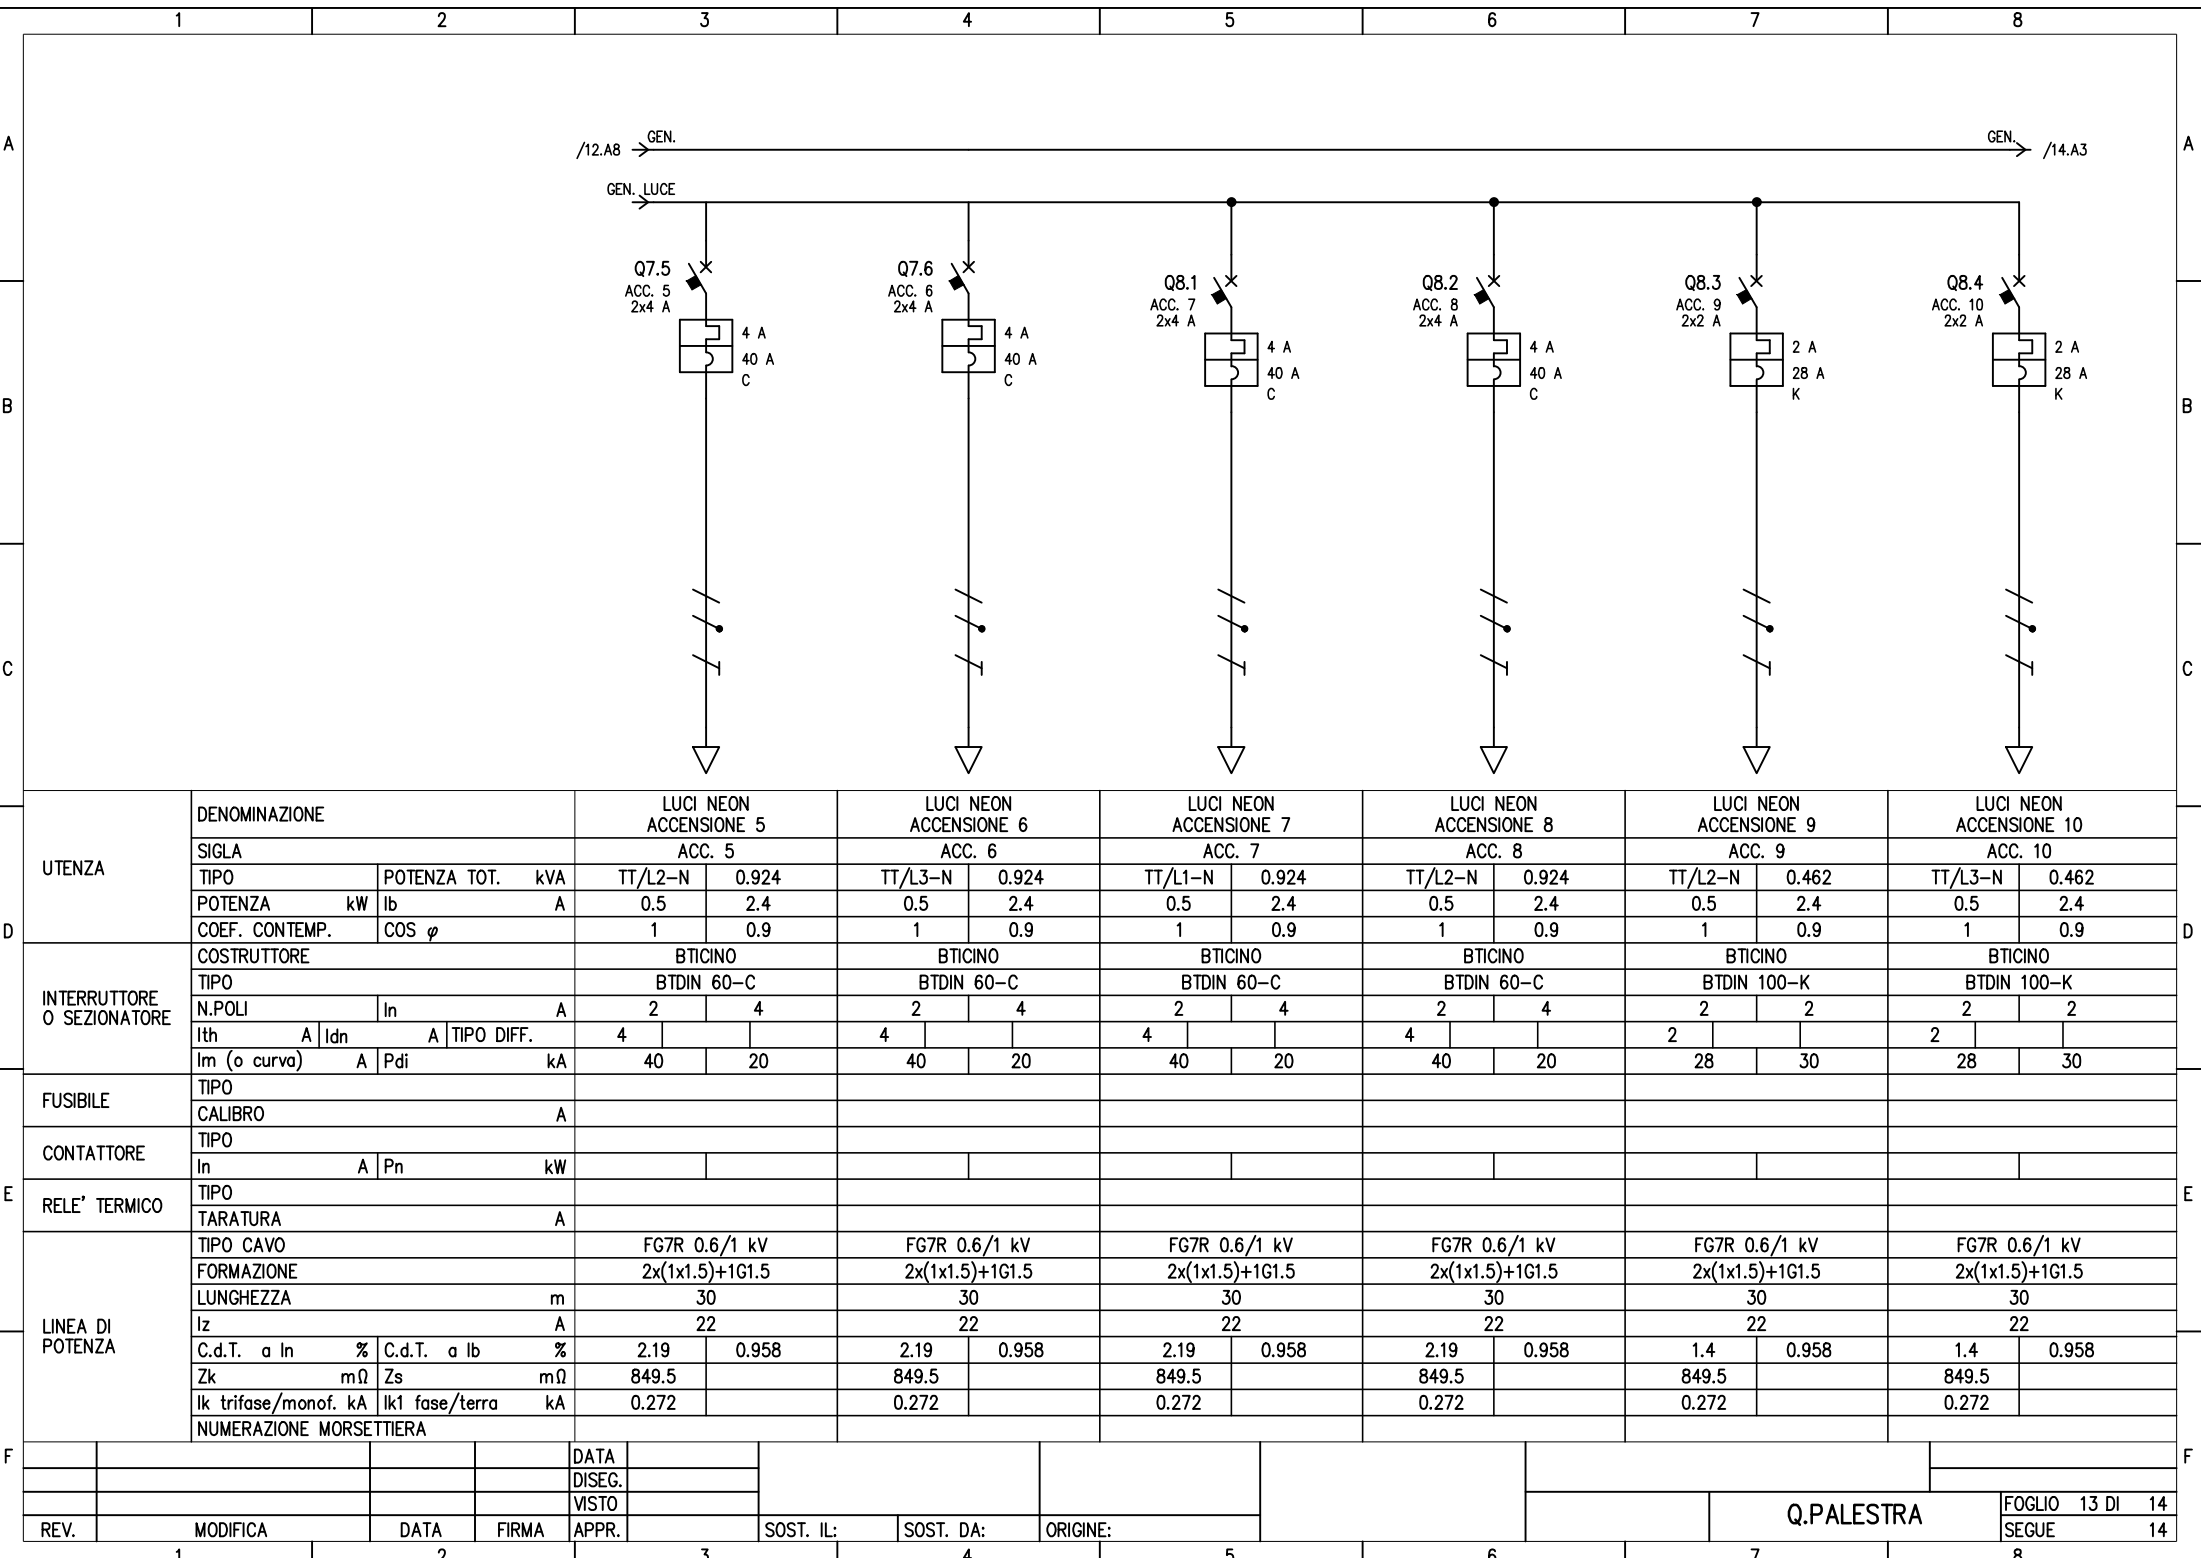 1 2 3 4 5 6 7 8
A A
/12.A8 GEN. GEN. /14.A3
GEN. LUCE
Q7.5 Q7.6 Q8.1 Q8.2 Q8.3 Q8.4
ACC. 5 ACC. 6 ACC. 7 ACC. 8 ACC. 9 ACC. 10
2x4 A 2x4 A 2x4 A 2x4 A 2x2 A 2x2 A
4 A 4 A 4 A 4 A 2 A 2 A
40 A 40 A 40 A 40 A 28 A 28 A
C C C C K K
B B
C C
UTENZA
DENOMINAZIONE LUCI NEON LUCI NEON LUCI NEON LUCI NEON LUCI NEON LUCI NEON
ACCENSIONE 5 ACCENSIONE 6 ACCENSIONE 7 ACCENSIONE 8 ACCENSIONE 9 ACCENSIONE 10
SIGLA ACC. 5 ACC. 6 ACC. 7 ACC. 8 ACC. 9 ACC. 10
TIPO POTENZA TOT. kVA TT/L2-N 0.924 TT/L3-N 0.924 TT/L1-N 0.924 TT/L2-N 0.924 TT/L2-N 0.462 TT/L3-N 0.462
POTENZA kW Ib A 0.5 2.4 0.5 2.4 0.5 2.4 0.5 2.4 0.5 2.4 0.5 2.4
D COEF. CONTEMP. COS φ 1 0.9 1 0.9 1 0.9 1 0.9 1 0.9 1 0.9 D
INTERRUTTORE
O SEZIONATORE
COSTRUTTORE BTICINO BTICINO BTICINO BTICINO BTICINO BTICINO
TIPO BTDIN 60-C BTDIN 60-C BTDIN 60-C BTDIN 60-C BTDIN 100-K BTDIN 100-K
N.POLI In A 2 4 2 4 2 4 2 4 2 2 2 2
Ith A Idn A TIPO DIFF. 4 4 4 4 2 2
Im (o curva) A Pdi kA 40 20 40 20 40 20 40 20 28 30 28 30
FUSIBILE
TIPO
CALIBRO A
CONTATTORE
TIPO
In A Pn kW
E RELE' TERMICO E
TIPO
TARATURA A
LINEA DI
POTENZA
TIPO CAVO FG7R 0.6/1 kV FG7R 0.6/1 kV FG7R 0.6/1 kV FG7R 0.6/1 kV FG7R 0.6/1 kV FG7R 0.6/1 kV
FORMAZIONE 2x(1x1.5)+1G1.5 2x(1x1.5)+1G1.5 2x(1x1.5)+1G1.5 2x(1x1.5)+1G1.5 2x(1x1.5)+1G1.5 2x(1x1.5)+1G1.5
LUNGHEZZA m 30 30 30 30 30 30
Iz A 22 22 22 22 22 22
C.d.T. a In % C.d.T. a Ib % 2.19 0.958 2.19 0.958 2.19 0.958 2.19 0.958 1.4 0.958 1.4 0.958
Zk mΩ Zs mΩ 849.5 849.5 849.5 849.5 849.5 849.5
Ik trifase/monof. kA Ik1 fase/terra kA 0.272 0.272 0.272 0.272 0.272 0.272
NUMERAZIONE MORSETTIERA
F DATA F
DISEG.
VISTO
REV. MODIFICA DATA FIRMA APPR. SOST. IL: SOST. DA: ORIGINE:
Q.PALESTRA
FOGLIO 13 DI 14
SEGUE 14
1 2 3 4 5 6 7 8